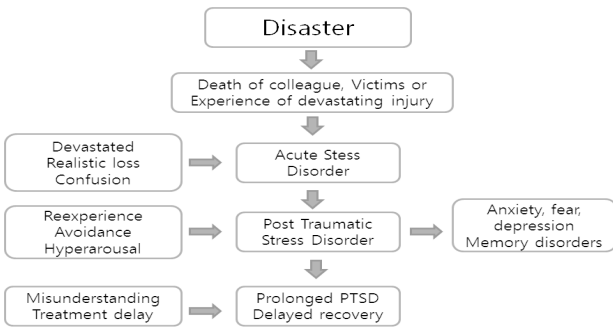 Disaster
Death of colleague, Victims or
Experience of devastating injury
Devastated
Realistic loss
Confusion
Acute Stess
Disorder
Reexperience
Avoidance
Hyperarousal
Post Traumatic
Stress Disorder
Anxiety, fear,
depression
Memory disorders
Misunderstanding
Treatment delay
Prolonged PTSD
Delayed recovery